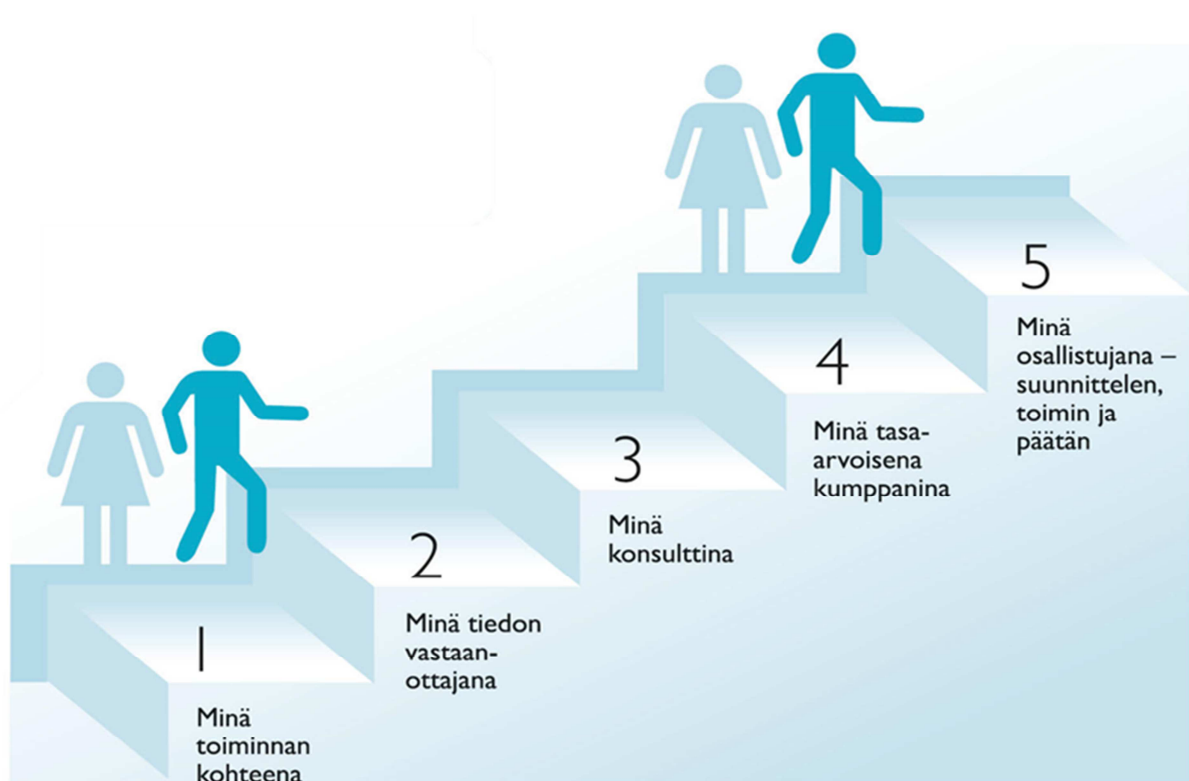 1
Minä
toiminnan
kohteena
2
Minä tiedon
vastaan-
ottajana
3
Minä
konsulttina
4
Minä tasa-
arvoisena
kumppanina
5
Minä
osallistujana –
suunnittelen,
toimin ja
päätän